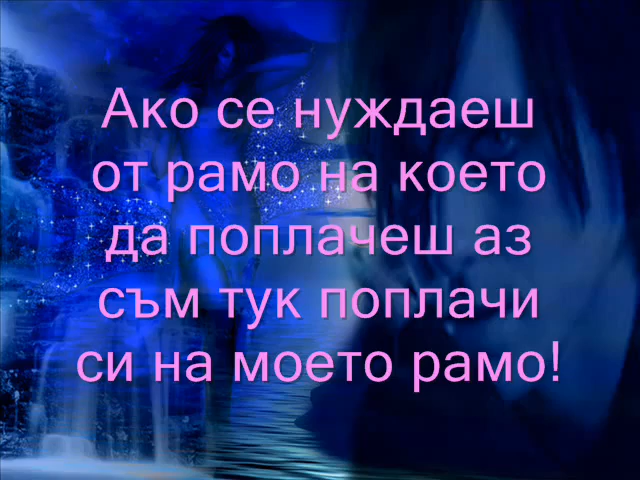 Ако се нуждаеш
от рамо на което
да поплачеш аз
съм тук поплачи
си на моето рамо!